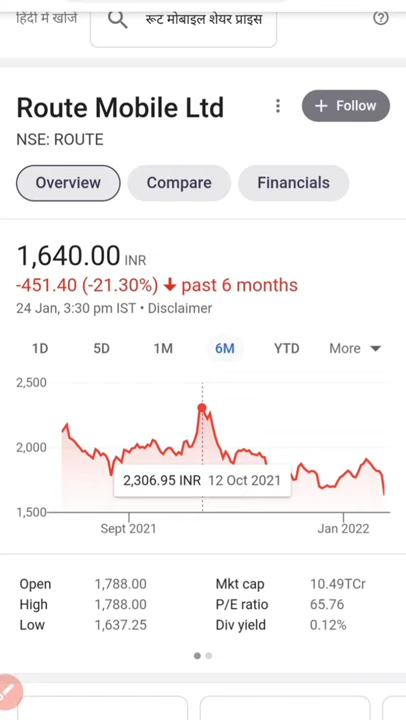 हिंदी में खोजें
रूट मोबाइल शेयर प्राइस
Route Mobile Ltd
+ Follow
NSE: ROUTE
Overview Compare Financials
1,640.00 INR
-451.40 (-21.30%) ↓ past 6 months
24 Jan, 3:30 pm IST • Disclaimer
1D 5D 1M 6M YTD More
2,500
2,000
2,306.95 INR 12 Oct 2021
1,500
Sept 2021 Jan 2022
Open 1,788.00 Mkt cap 10.49TCr
High 1,788.00 P/E ratio 65.76
Low 1,637.25 Div yield 0.12%